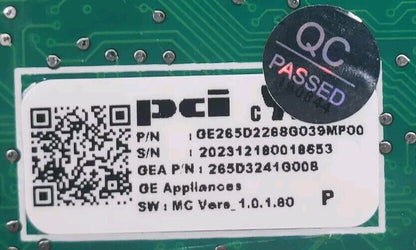 QC
PASSED
pci
P/N : GE265D2268G039MP00
S/N : 202312180018653
GEA P/N : 265D3241G008
GE Appliances
SW : MC Vers_1.0.1.80 P